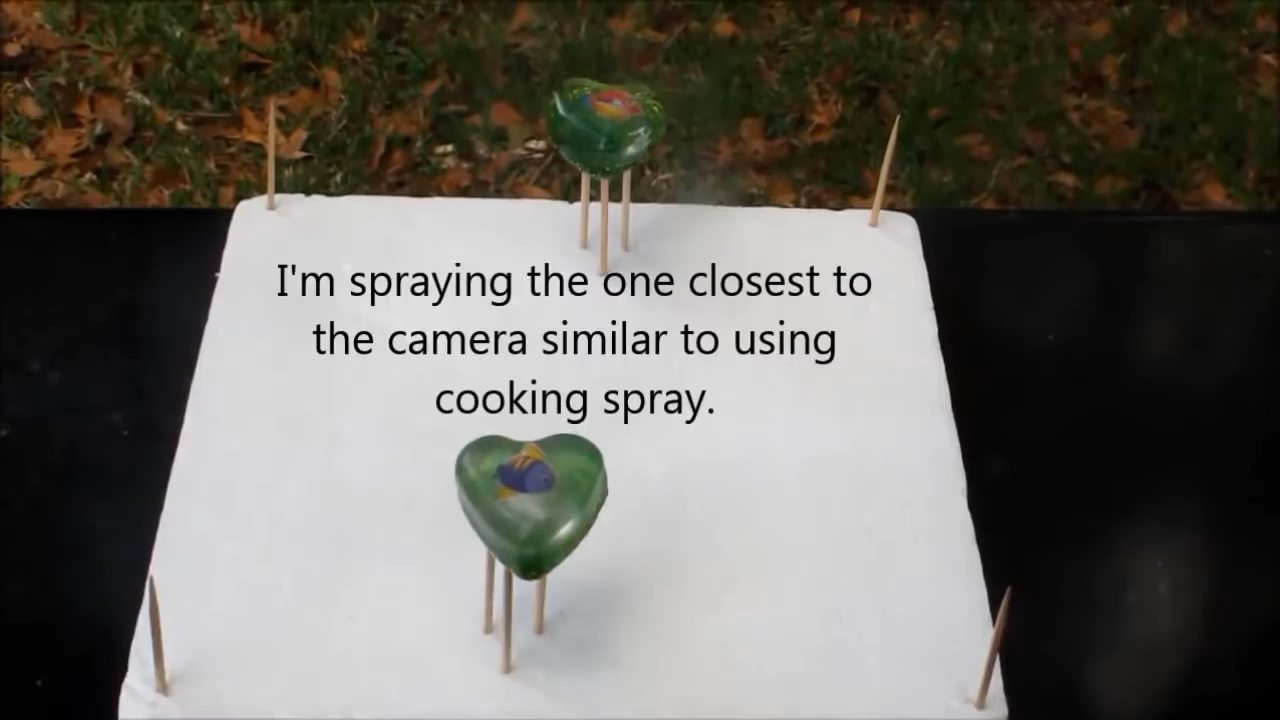 I'm spraying the one closest to
the camera similar to using
cooking spray.